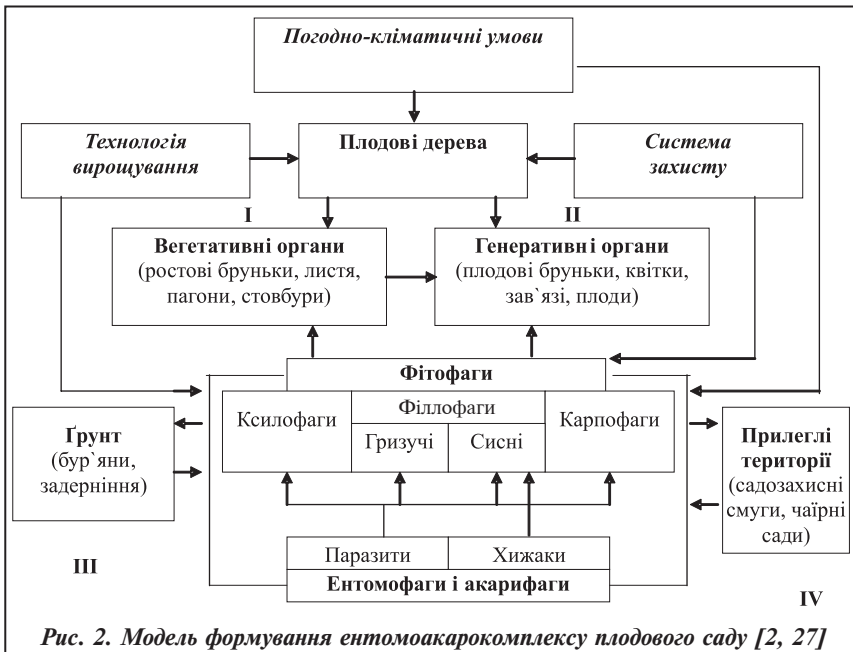 Погодно-кліматичні умови
Технологія
вирощування
Плодові дерева
Система
захисту
I
II
Вегетативні органи
(ростові бруньки, листя,
пагони, стовбури)
Генеративні органи
(плодові бруньки, квітки,
зав`язі, плоди)
Фітофаги
Ксилофаги
Філлофаги
Карпофаги
Гризучі
Сисні
Ґрунт
(бур`яни,
задерніння)
Прилеглі
території
(садозахисні
смуги, чаїрні
сади)
Паразити
Хижаки
Ентомофаги і акарифаги
III
IV
Рис. 2. Модель формування ентомоакарокомплексу плодового саду [2, 27]